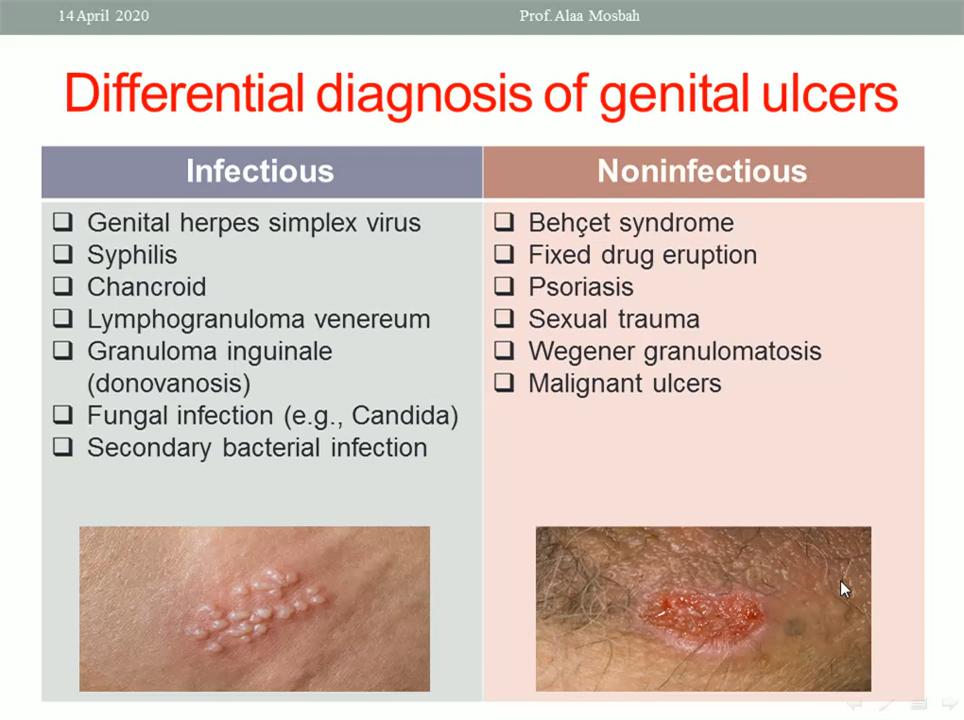 14 April 2020
Prof. Alaa Mosbah
Differential diagnosis of genital ulcers
Infectious
Genital herpes simplex virus
Syphilis
Chancroid
Lymphogranuloma venereum
Granuloma inguinale
(donovanosis)
Fungal infection (e.g., Candida)
Secondary bacterial infection
Noninfectious
Behçet syndrome
Fixed drug eruption
Psoriasis
Sexual trauma
Wegener granulomatosis
Malignant ulcers